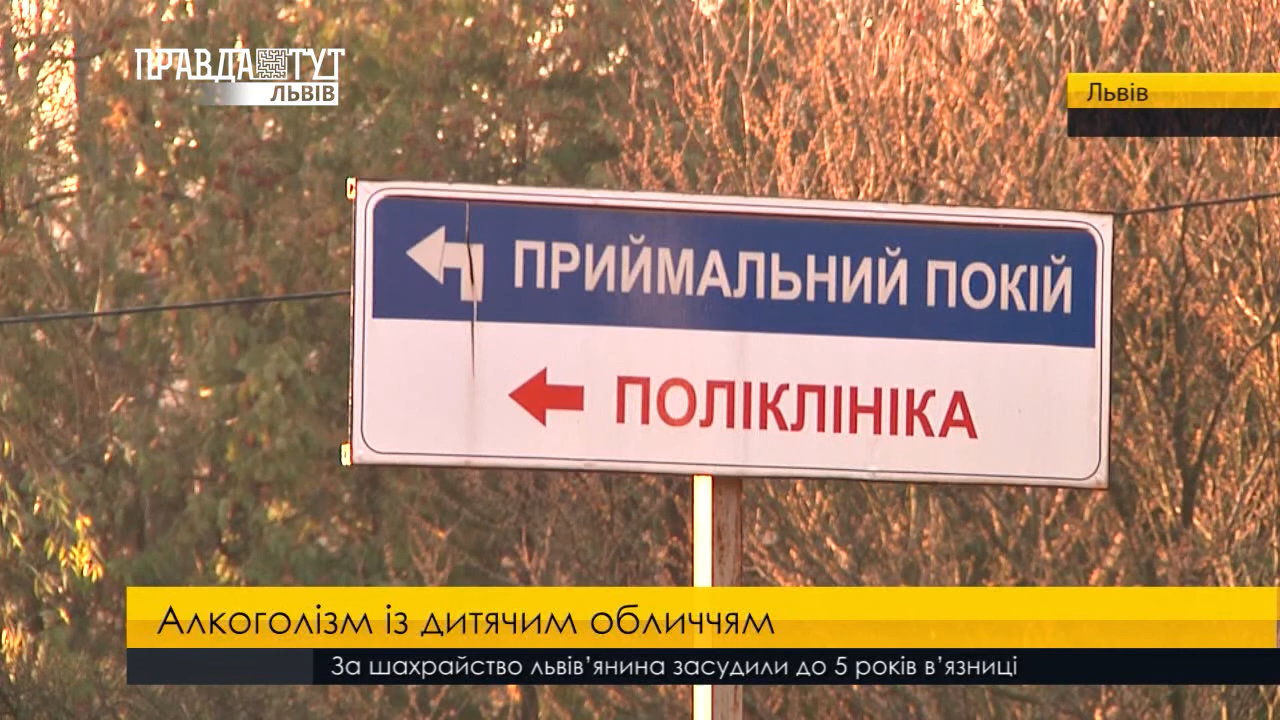 ПРАВДА ТУТ
ЛЬВІВ
Львів
ПРИЙМАЛЬНИЙ ПОКІЙ
ПОЛІКЛІНІКА
Алкоголізм із дитячим обличчям
За шахрайство львів’янина засудили до 5 років в’язниці